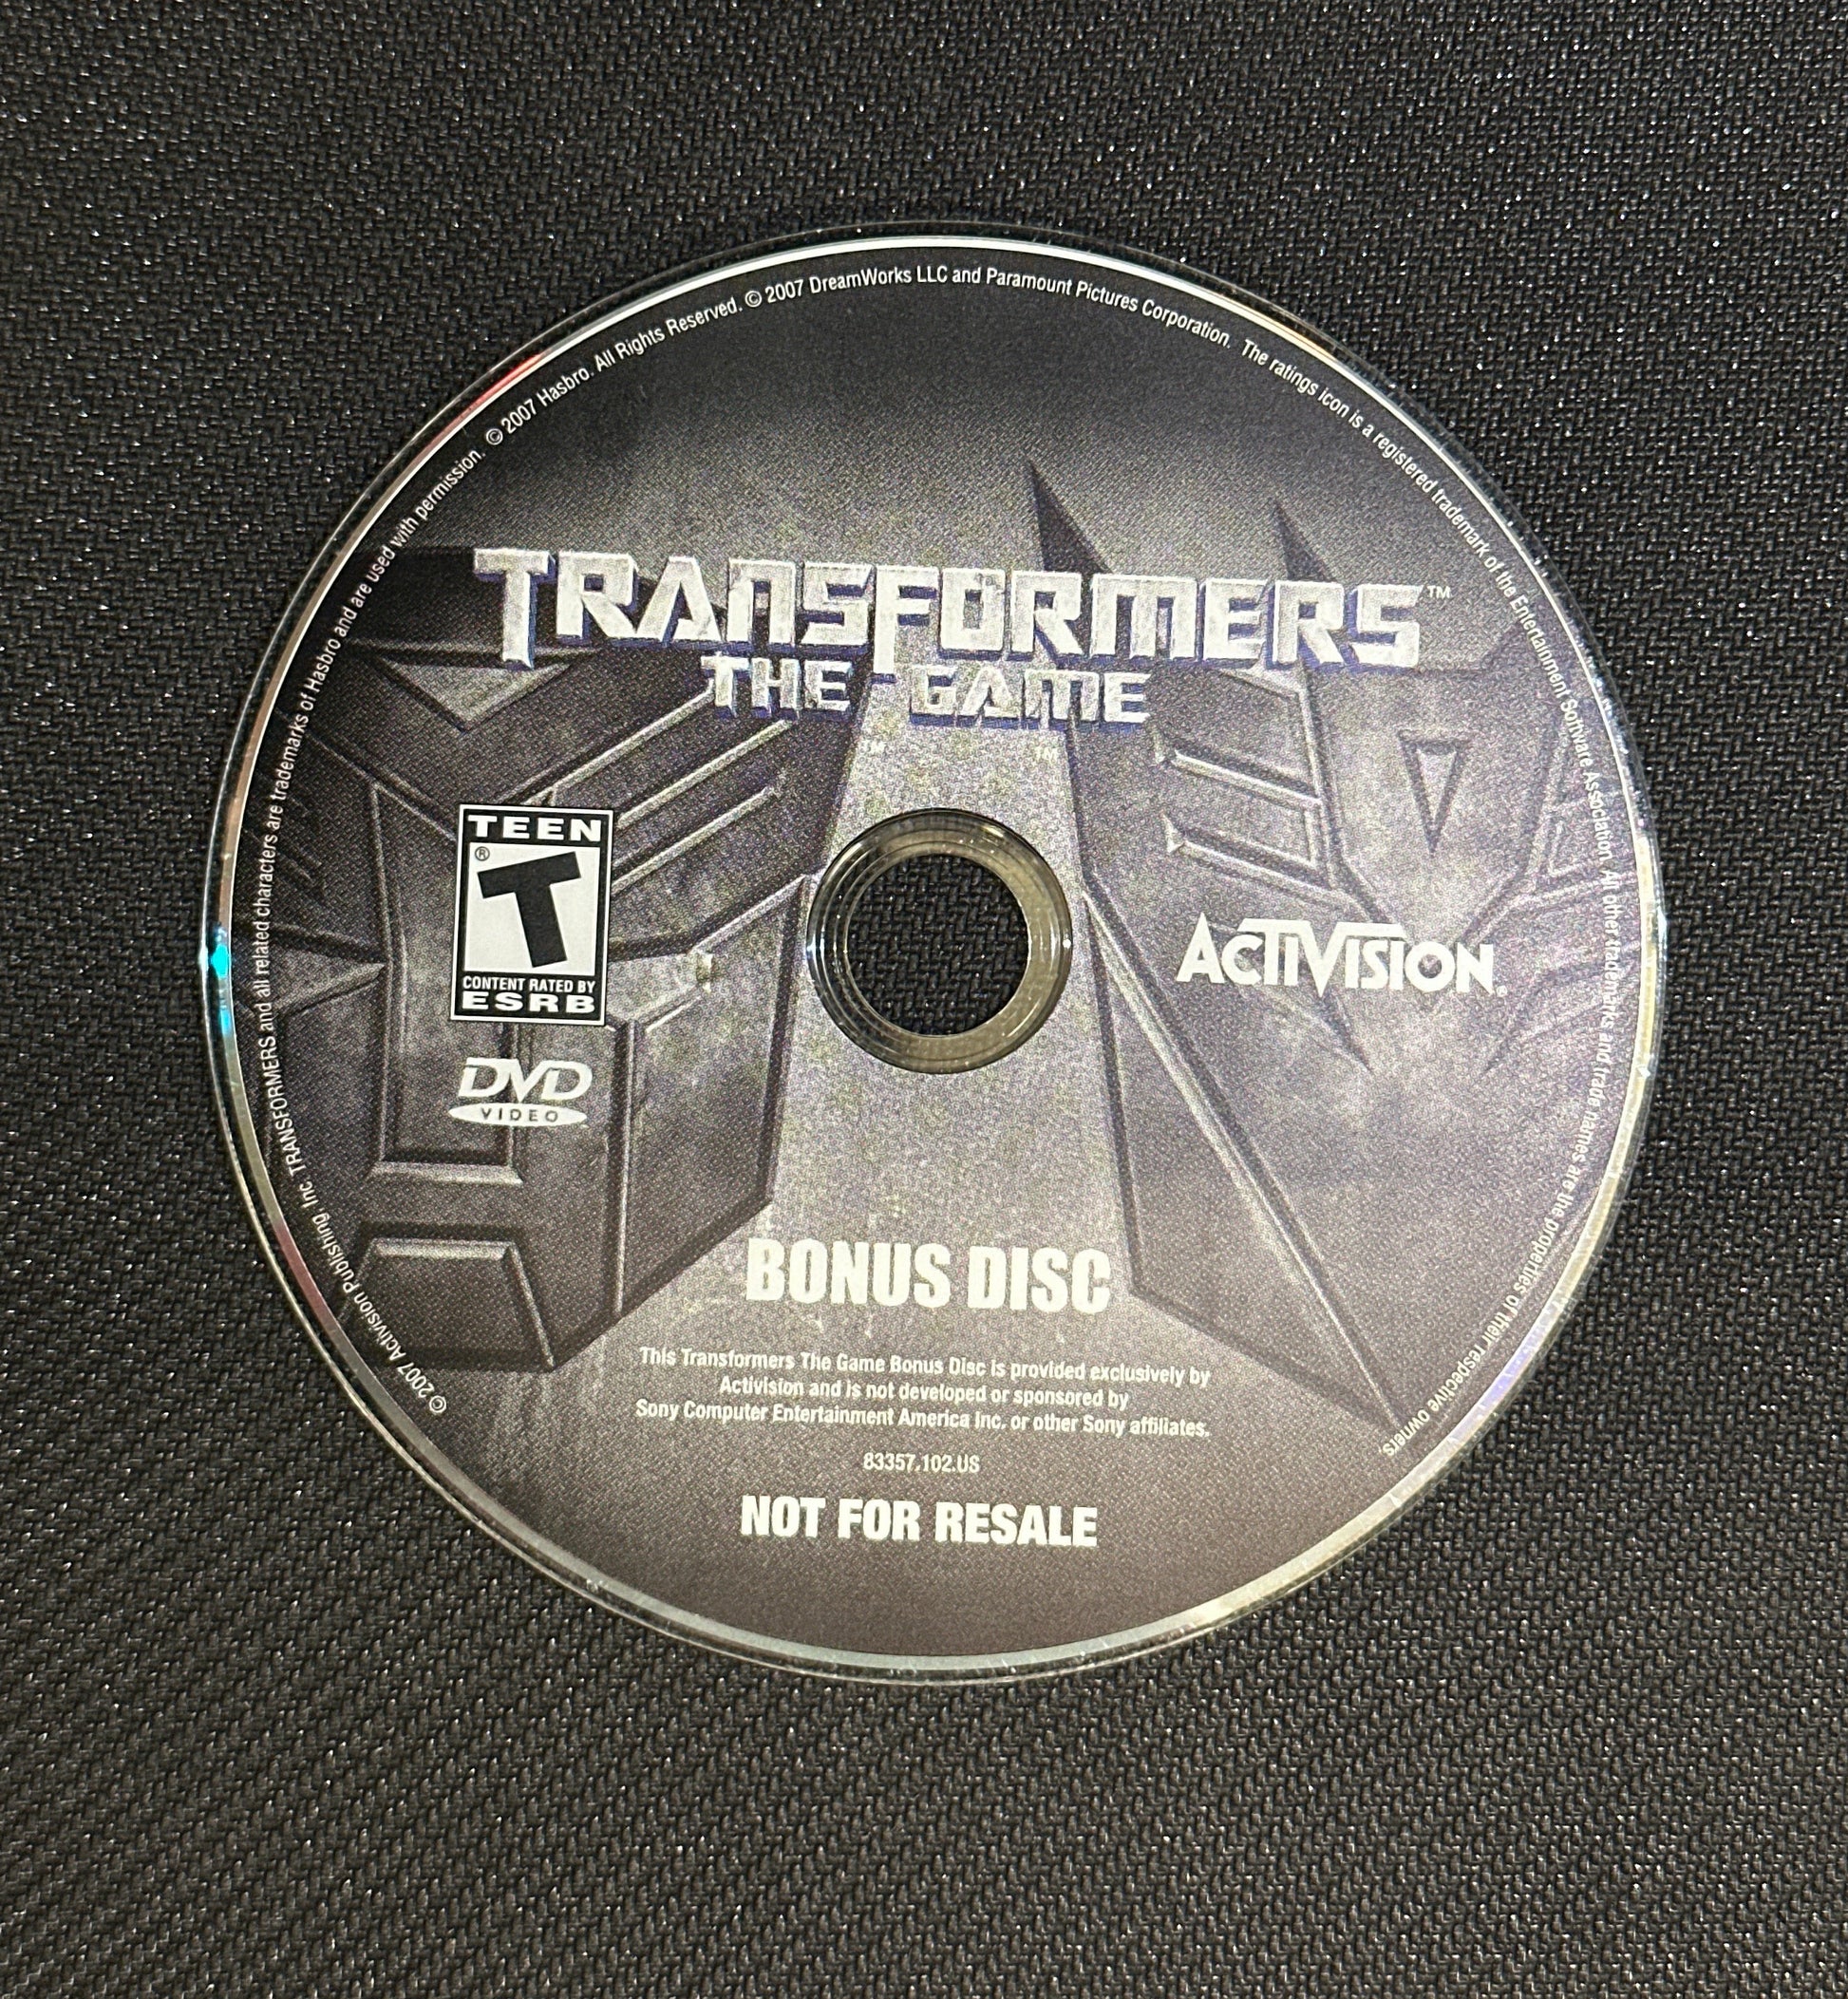 © 2007 Activision Publishing, Inc. TRANSFORMERS and all related characters are trademarks of Hasbro and are used with permission. © 2007 Hasbro. All Rights Reserved. © 2007 DreamWorks LLC and Paramount Pictures Corporation. The ratings icon is a registered trademark of the Entertainment Software Association. All other trademarks and trade names are the properties of their respective owners.
TRANSFORMERS™
THE GAME
™ ™
TEEN
®
T
CONTENT RATED BY
ESRB
ACTIVISION®
DVD
VIDEO
BONUS DISC
This Transformers The Game Bonus Disc is provided exclusively by
Activision and is not developed or sponsored by
Sony Computer Entertainment America Inc. or other Sony affiliates.
83357.102.US
NOT FOR RESALE